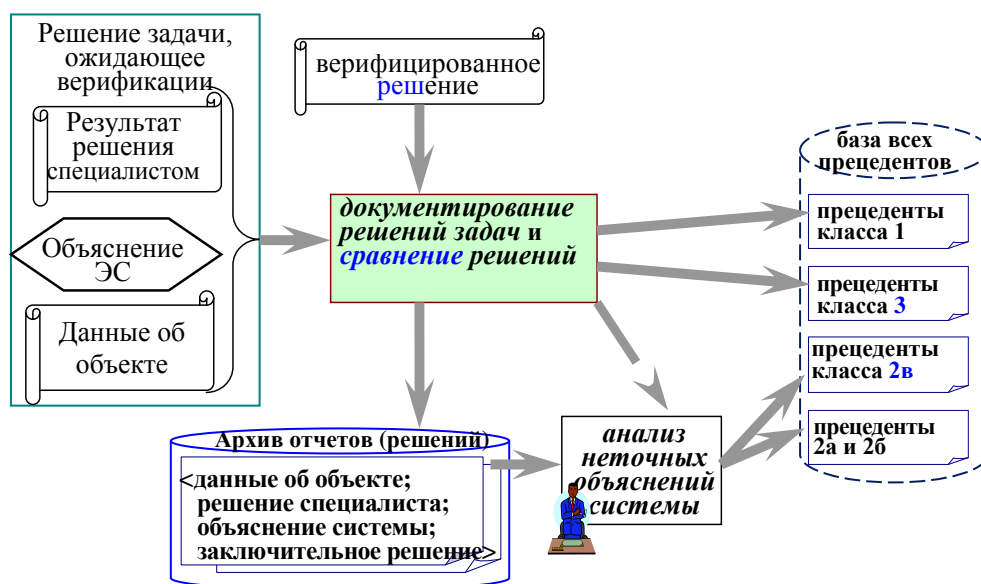 Решение задачи,
ожидающее
верификации
Результат
решения
специалистом
Объяснение
ЭС
Данные об
объекте
верифицированное
решение
документирование
решений задач и
сравнение решений
база всех
прецедентов
прецеденты
класса 1
прецеденты
класса 3
прецеденты
класса 2в
прецеденты
2а и 2б
Архив отчетов (решений)
<данные об объекте;
решение специалиста;
объяснение системы;
заключительное решение>
анализ
неточных
объяснений
системы